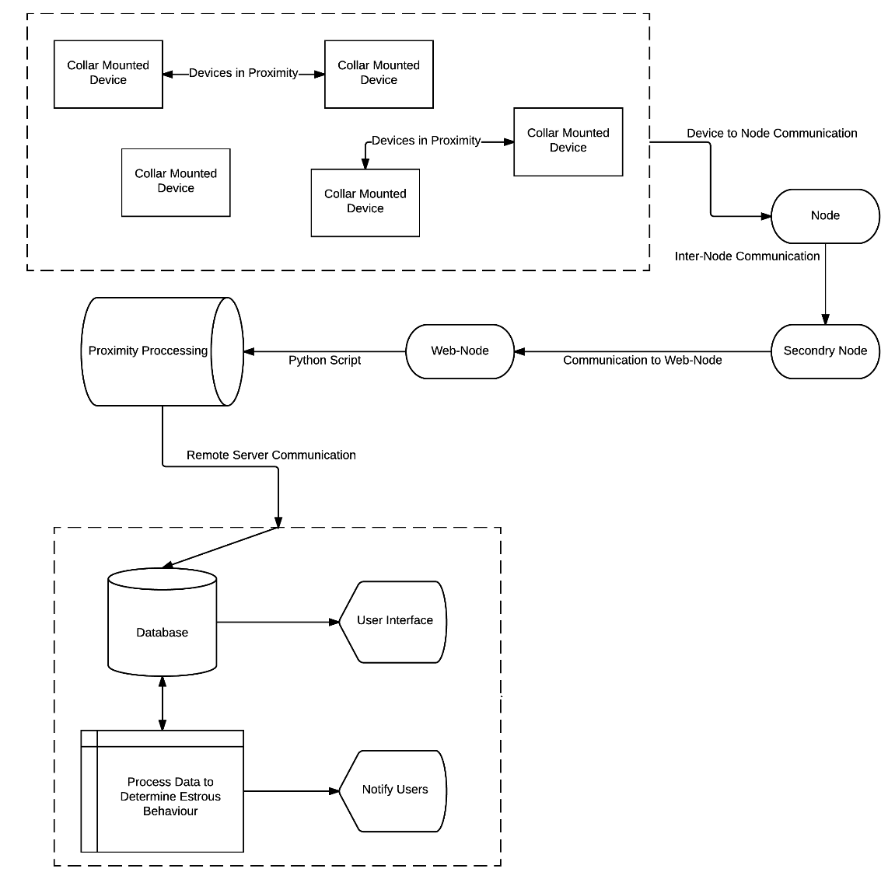 Collar Mounted
Device
Devices in Proximity
Collar Mounted
Device
Collar Mounted
Device
Devices in Proximity
Collar Mounted
Device
Collar Mounted
Device
Device to Node Communication
Node
Inter-Node Communication
Proximity Proccessing
Python Script
Web-Node
Communication to Web-Node
Secondry Node
Remote Server Communication
Database
User Interface
Process Data to
Determine Estrous
Behaviour
Notify Users